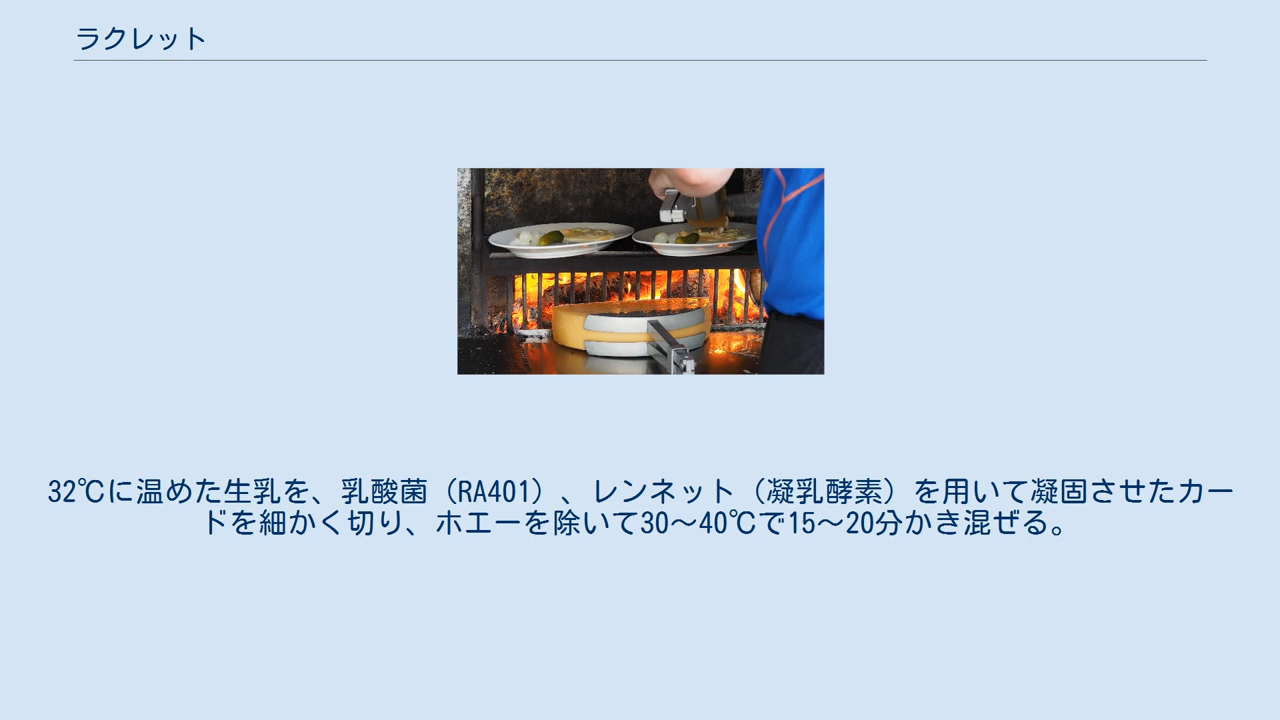 ラクレット
32℃に温めた生乳を、乳酸菌（RA401）、レンネット（凝乳酵素）を用いて凝固させたカー
ドを細かく切り、ホエーを除いて30～40℃で15～20分かき混ぜる。